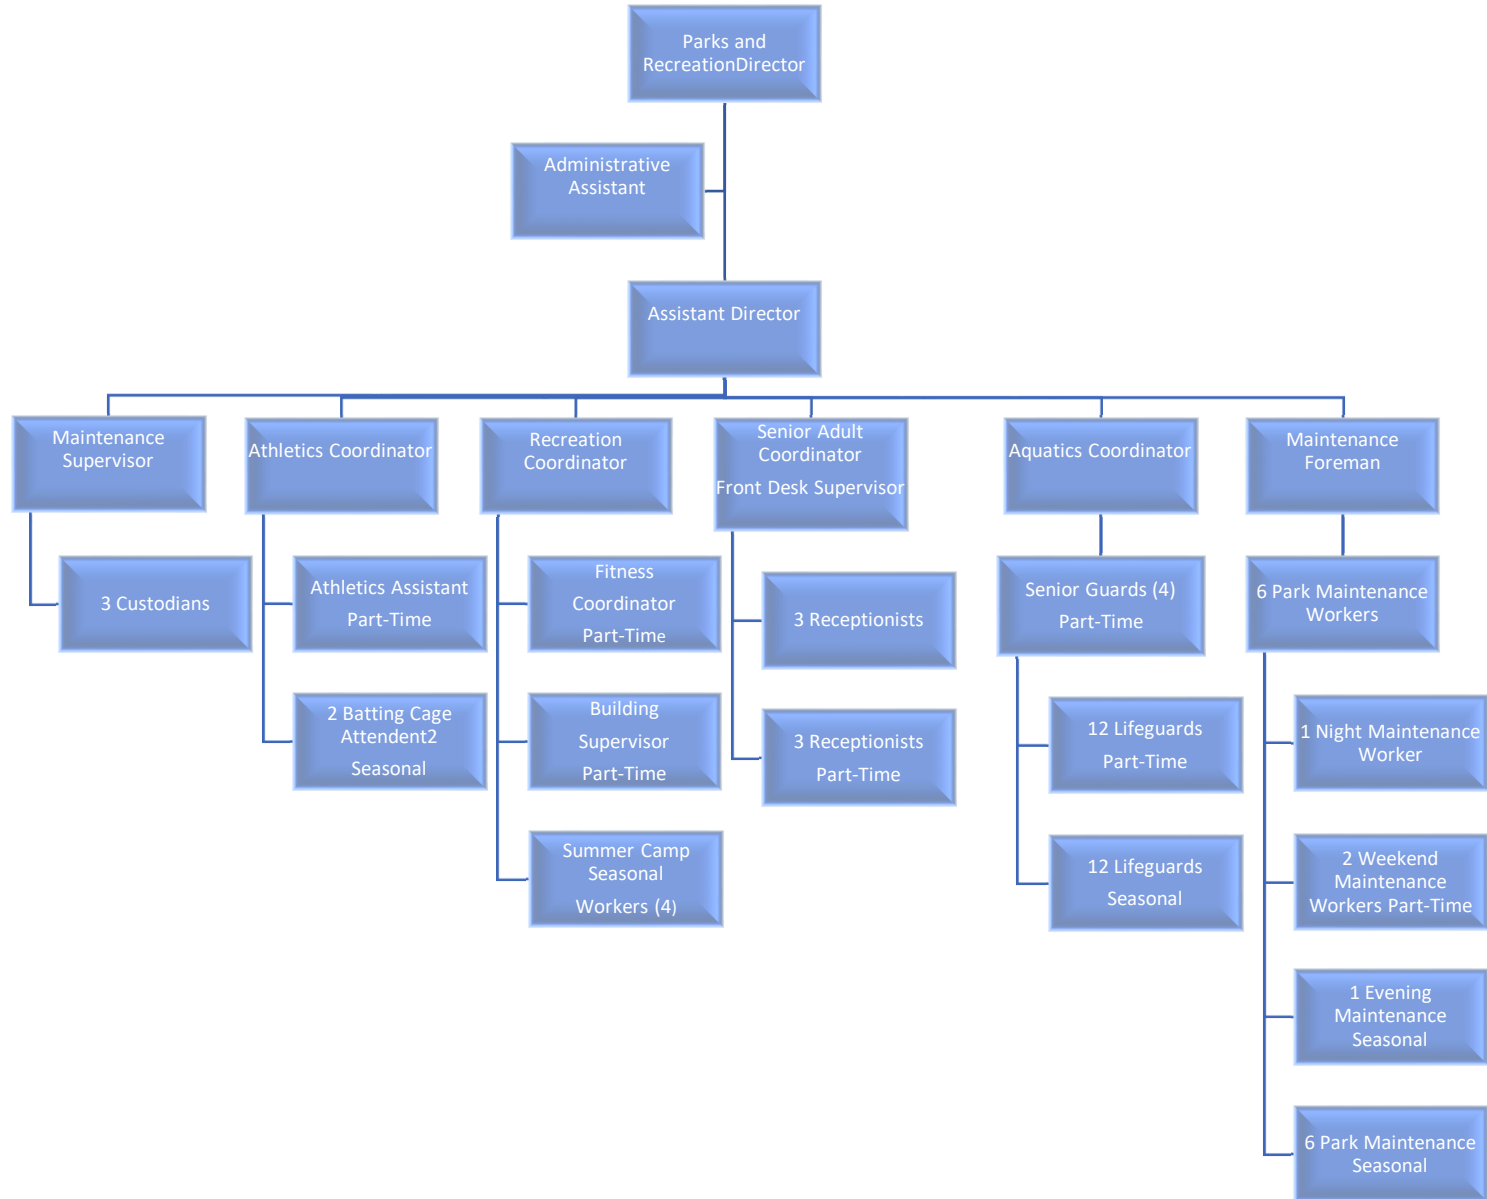 Parks and
RecreationDirector
Administrative
Assistant
Assistant Director
Maintenance
Supervisor
Athletics Coordinator
Recreation
Coordinator
Senior Adult
Coordinator
Front Desk Supervisor
Aquatics Coordinator
Maintenance
Foreman
3 Custodians
Athletics Assistant
Part-Time
Fitness
Coordinator
Part-Time
3 Receptionists
Senior Guards (4)
Part-Time
6 Park Maintenance
Workers
2 Batting Cage
Attendent2
Seasonal
Building
Supervisor
Part-Time
3 Receptionists
Part-Time
12 Lifeguards
Part-Time
1 Night Maintenance
Worker
Summer Camp
Seasonal
Workers (4)
12 Lifeguards
Seasonal
2 Weekend
Maintenance
Workers Part-Time
1 Evening
Maintenance
Seasonal
6 Park Maintenance
Seasonal